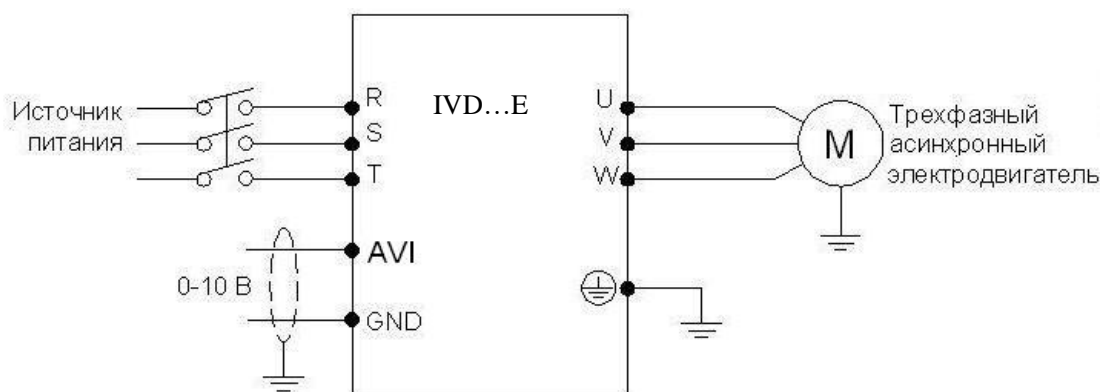 IVD...E
Источник
питания
R
S
T
AVI
0-10 В
GND
U
V
W
M
Трехфазный
асинхронный
электродвигатель